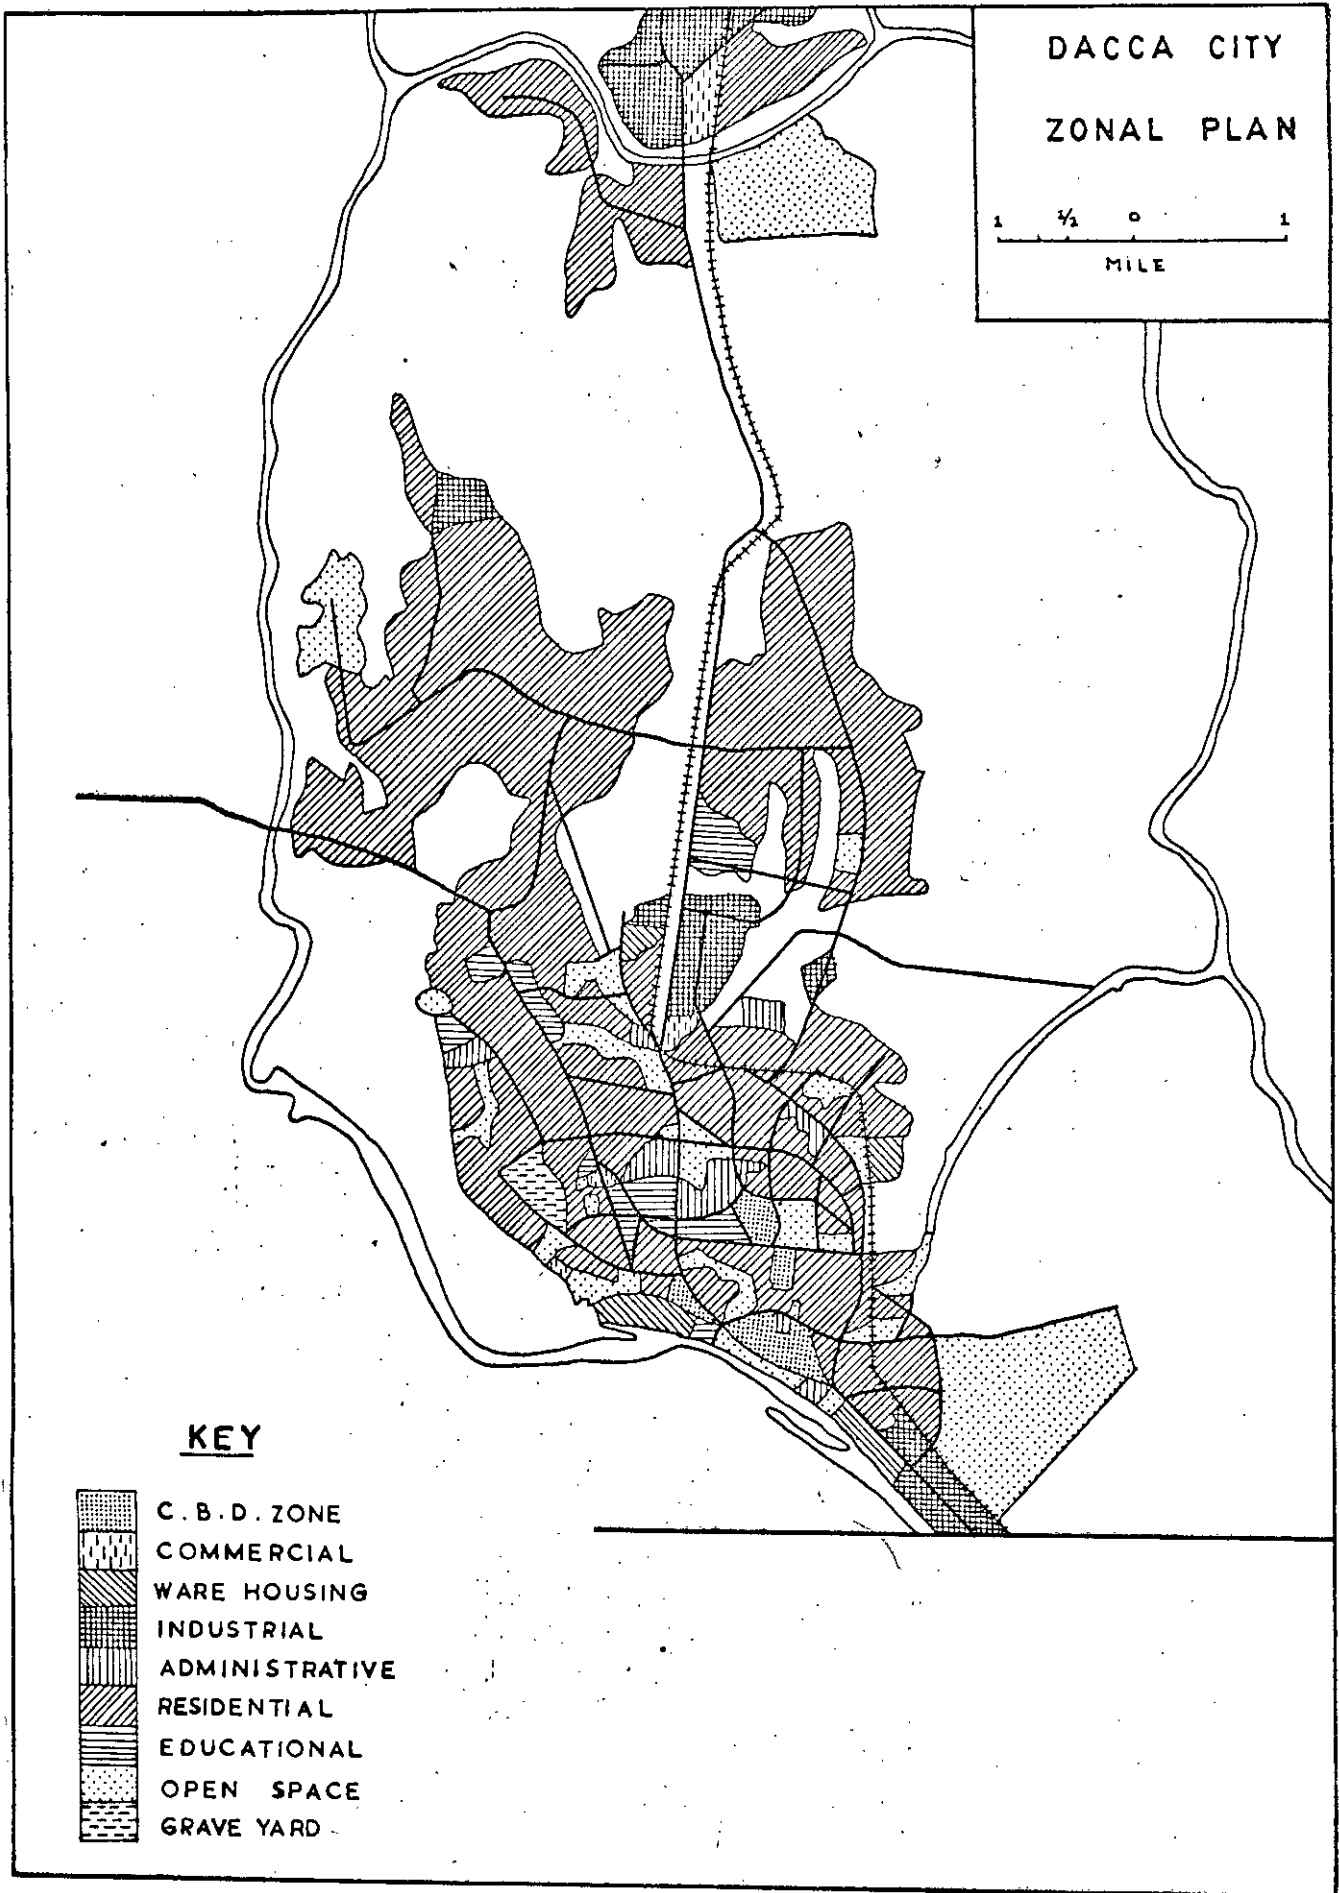 DACCA CITY
ZONAL PLAN
1 ½ 0 1
MiLE
KEY
C.B.D. ZONE
COMMERCIAL
WARE HOUSING
INDUSTRIAL
ADMINISTRATIVE
RESIDENTIAL
EDUCATIONAL
OPEN SPACE
GRAVE YARD